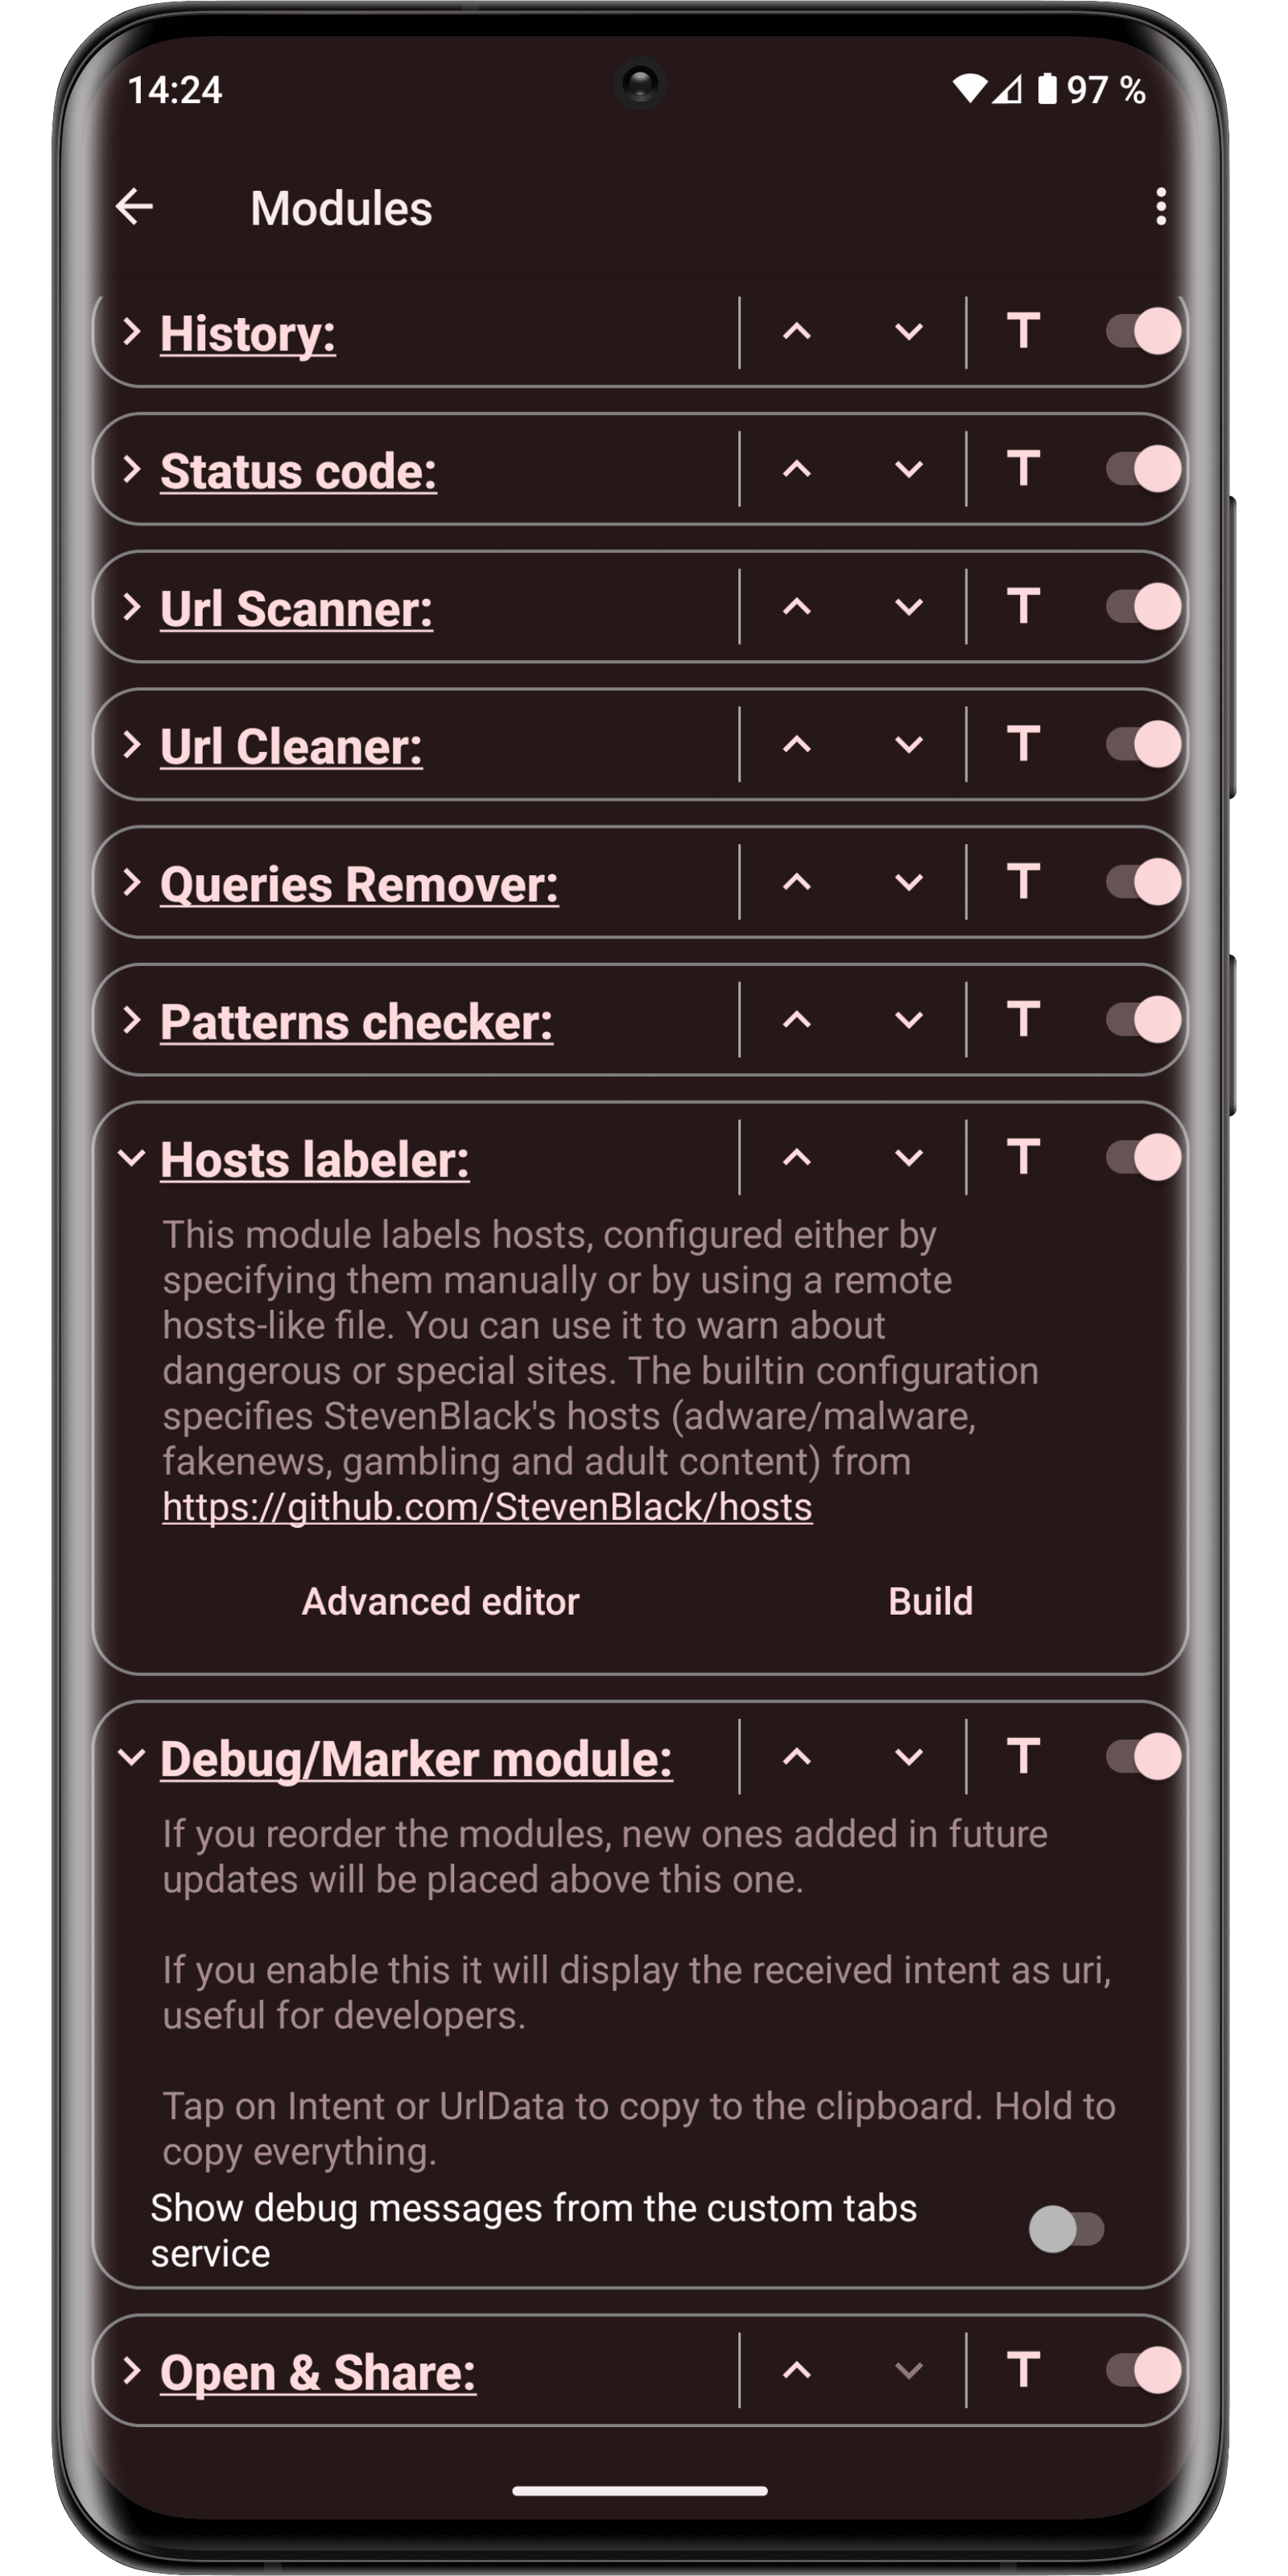 14:24
97 %
Modules
History:
T
Status code:
T
Url Scanner:
T
Url Cleaner:
T
Queries Remover:
T
Patterns checker:
T
Hosts labeler:
T
This module labels hosts, configured either by
specifying them manually or by using a remote
hosts-like file. You can use it to warn about
dangerous or special sites. The builtin configuration
specifies StevenBlack's hosts (adware/malware,
fakenews, gambling and adult content) from
https://github.com/StevenBlack/hosts
Advanced editor
Build
Debug/Marker module:
T
If you reorder the modules, new ones added in future
updates will be placed above this one.
If you enable this it will display the received intent as uri,
useful for developers.
Tap on Intent or UrlData to copy to the clipboard. Hold to
copy everything.
Show debug messages from the custom tabs
service
Open & Share:
T